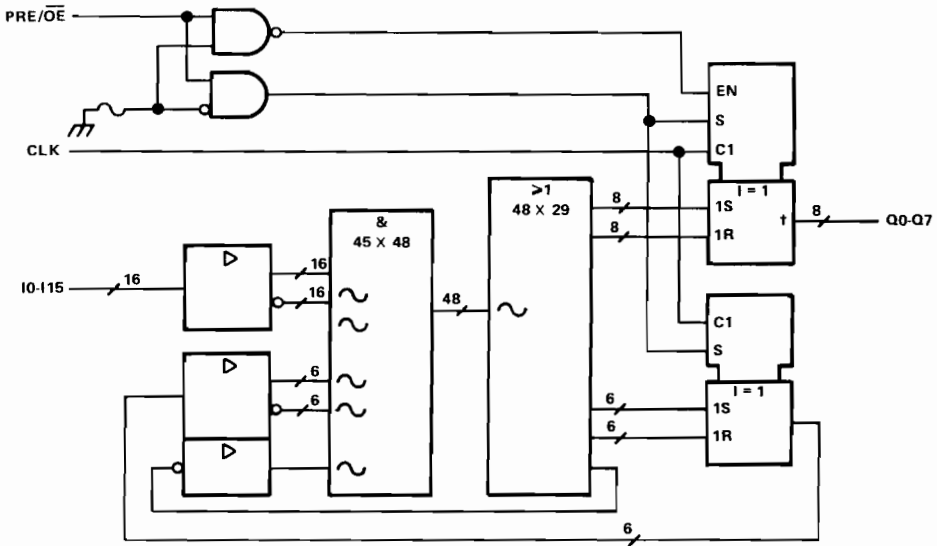 PRE/OE
EN
S
C1
CLK
≥1
48 X 29
I = 1
&
45 X 48
8
1S
†
8
Q0-Q7
8
1R
16
I0-I15
16
▷
16
48
C1
S
6
▷
6
I = 1
6
1S
6
1R
▷
6